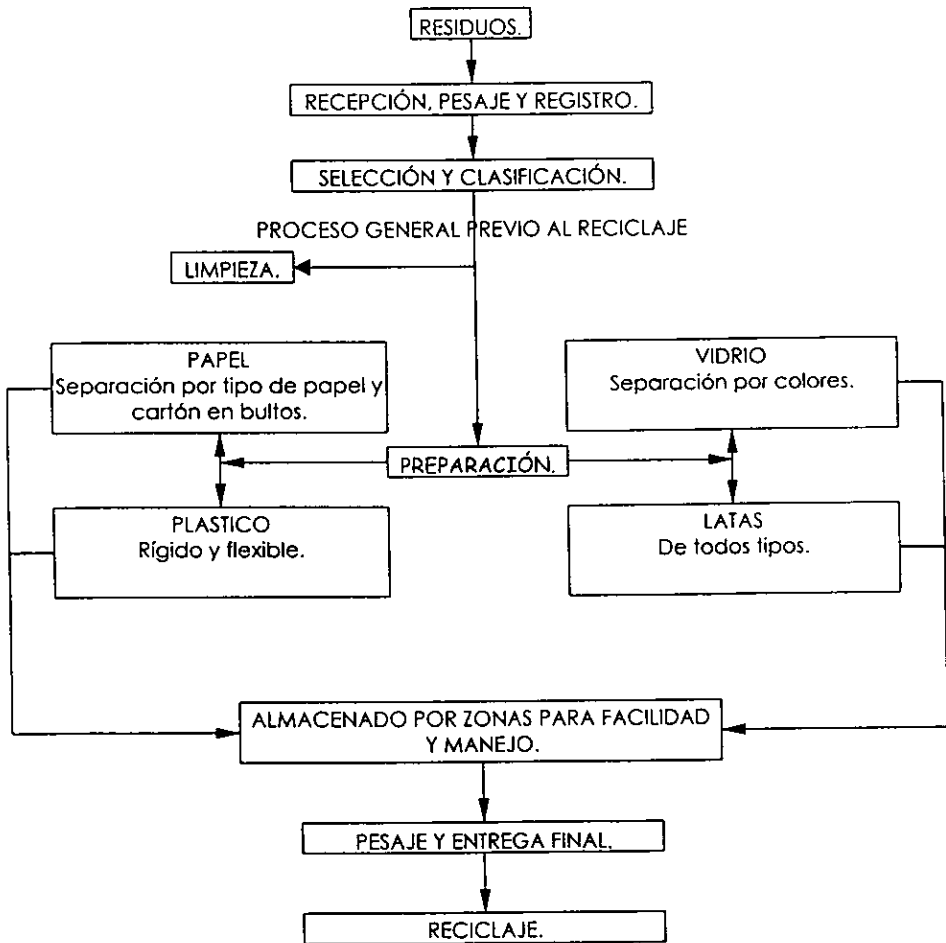 RESIDUOS.
RECEPCIÓN, PESAJE Y REGISTRO.
SELECCIÓN Y CLASIFICACIÓN.
PROCESO GENERAL PREVIO AL RECICLAJE
LIMPIEZA.
PAPEL
Separación por tipo de papel y
cartón en bultos.
VIDRIO
Separación por colores.
PREPARACIÓN.
PLASTICO
Rígido y flexible.
LATAS
De todos tipos.
ALMACENADO POR ZONAS PARA FACILIDAD
Y MANEJO.
PESAJE Y ENTREGA FINAL.
RECICLAJE.